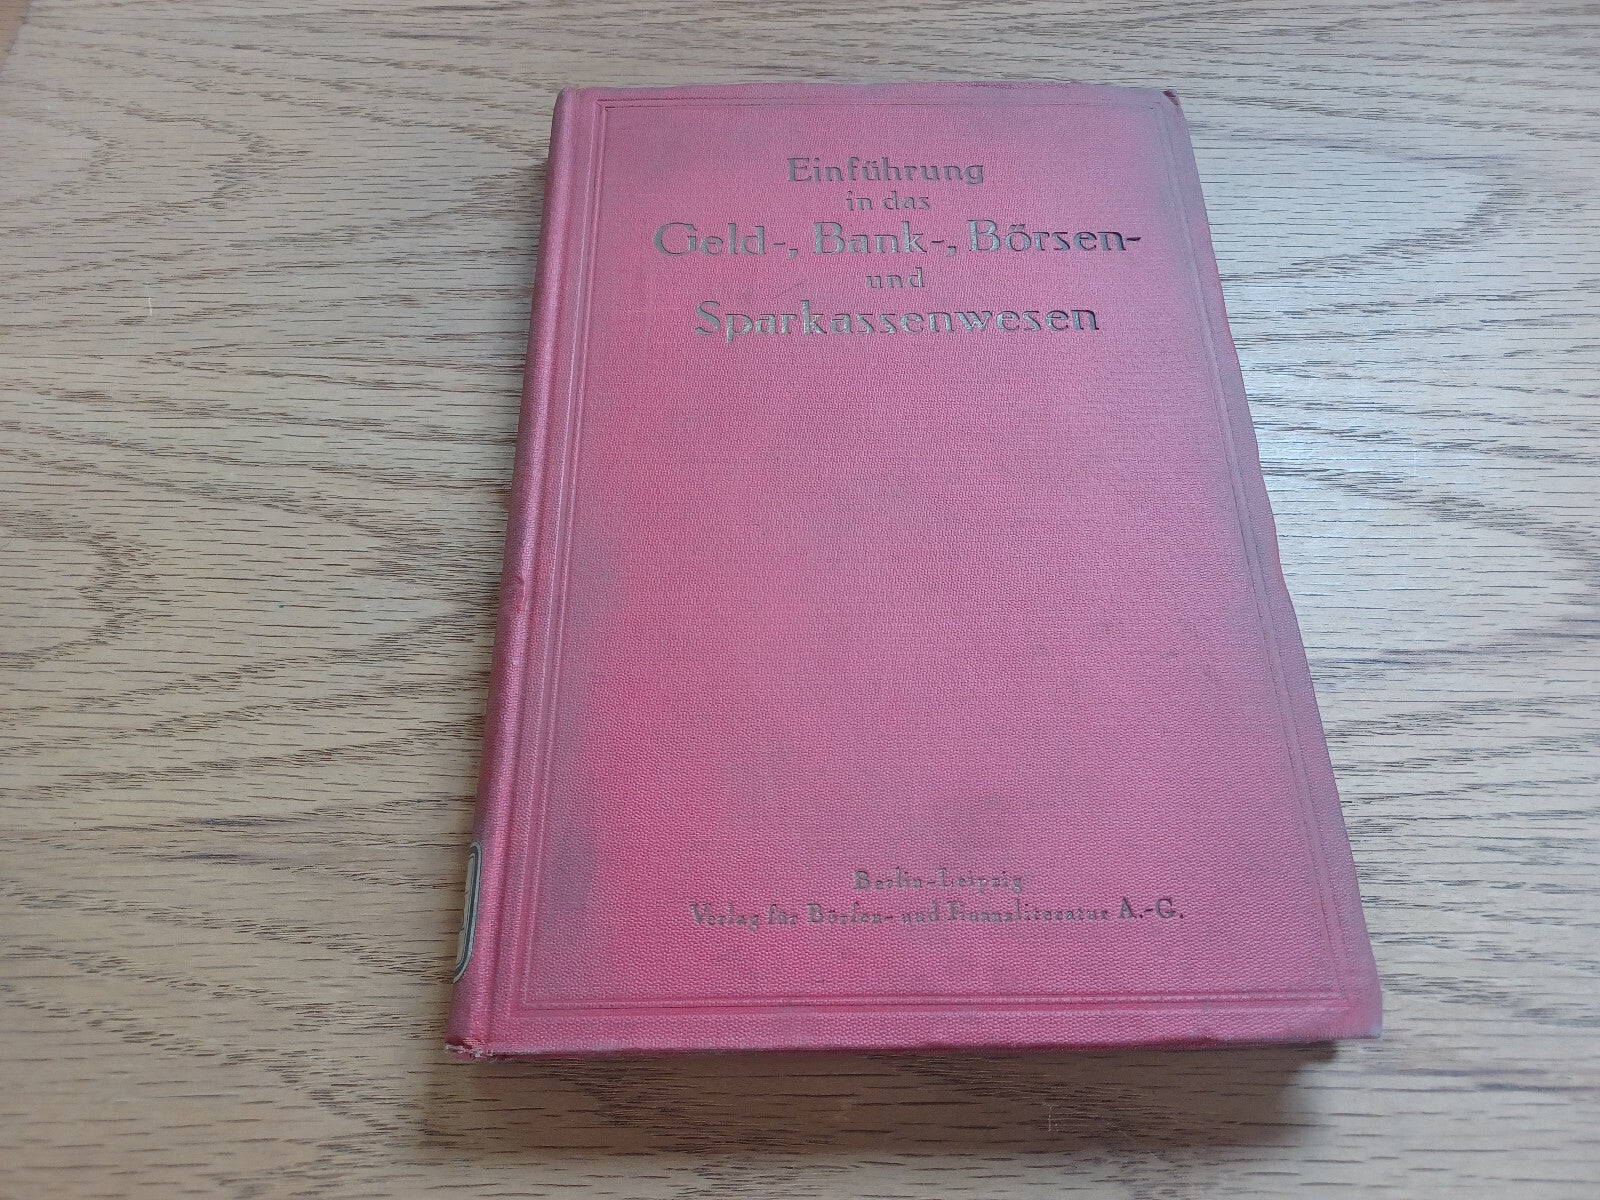 Einführung
in das
Geld-, Bank-, Börsen-
und
Sparkassenwesen
Berlin-Leipzig
Verlag für Börsen- und Finanzliteratur A.-G.